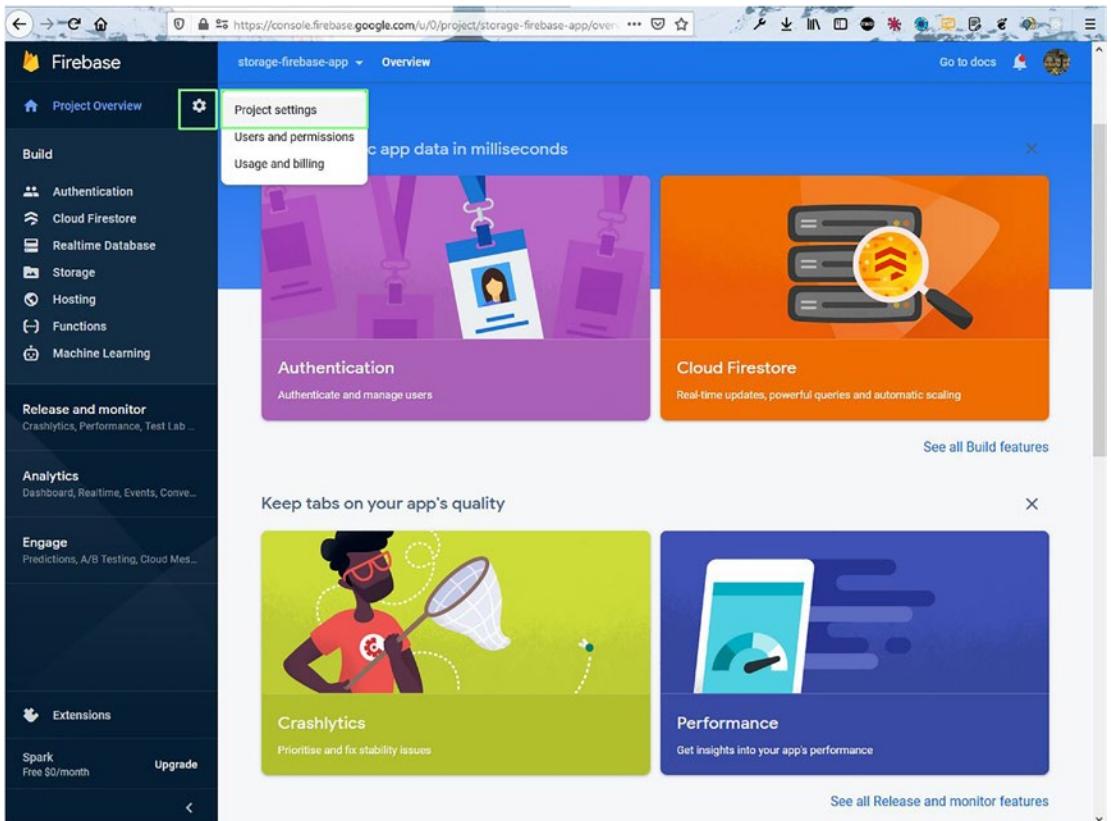 https://console.firebase.google.com/u/0/project/storage-firebase-app/over
Firebase
storage-firebase-app
Overview
Go to docs
Project Overview
Project settings
Users and permissions
Usage and billing
c app data in milliseconds
Build
Authentication
Cloud Firestore
Realtime Database
Storage
Hosting
Functions
Machine Learning
Release and monitor
Crashlytics, Performance, Test Lab ...
Analytics
Dashboard, Realtime, Events, Conve...
Engage
Predictions, A/B Testing, Cloud Mes...
Extensions
Spark
Free $0/month
Upgrade
Authentication
Authenticate and manage users
Cloud Firestore
Real-time updates, powerful queries and automatic scaling
See all Build features
Keep tabs on your app's quality
Crashlytics
Prioritise and fix stability issues
Performance
Get insights into your app's performance
See all Release and monitor features